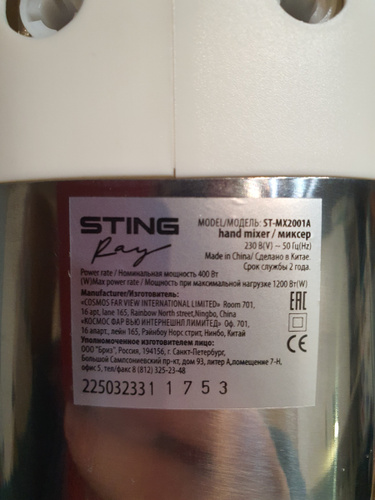 STING
Ray
MODEL/МОДЕЛЬ: ST-MX2001A
hand mixer / миксер
230 В(V) ~ 50 Гц(Hz)
Made in China/ Сделано в Китае.
Срок службы 2 года.
Power rate / Номинальная мощность 400 Вт
(W)Max power rate / Мощность при максимальной нагрузке 1200 Вт(W)
Manufacturer/Изготовитель:
«COSMOS FAR VIEW INTERNATIONAL LIMITED» Room 701,
16 apt, lane 165, Rainbow North street,Ningbo, China
«КОСМОС ФАР ВЬЮ ИНТЕРНЕШНЛ ЛИМИТЕД» Оф. 701,
16 апарт., лейн 165, Рэйнбоу Норс стрит, Нинбо, Китай
Уполномоченное изготовителем лицо:
ООО "Бриз", Россия, 194156, г. Санкт-Петербург,
Большой Сампсониевский пр-кт, дом 93, литер А,помещение 7-Н,
офис 5, тел/факс 8 (812) 325-23-48
EAC
CE
225032331 1 7 5 3